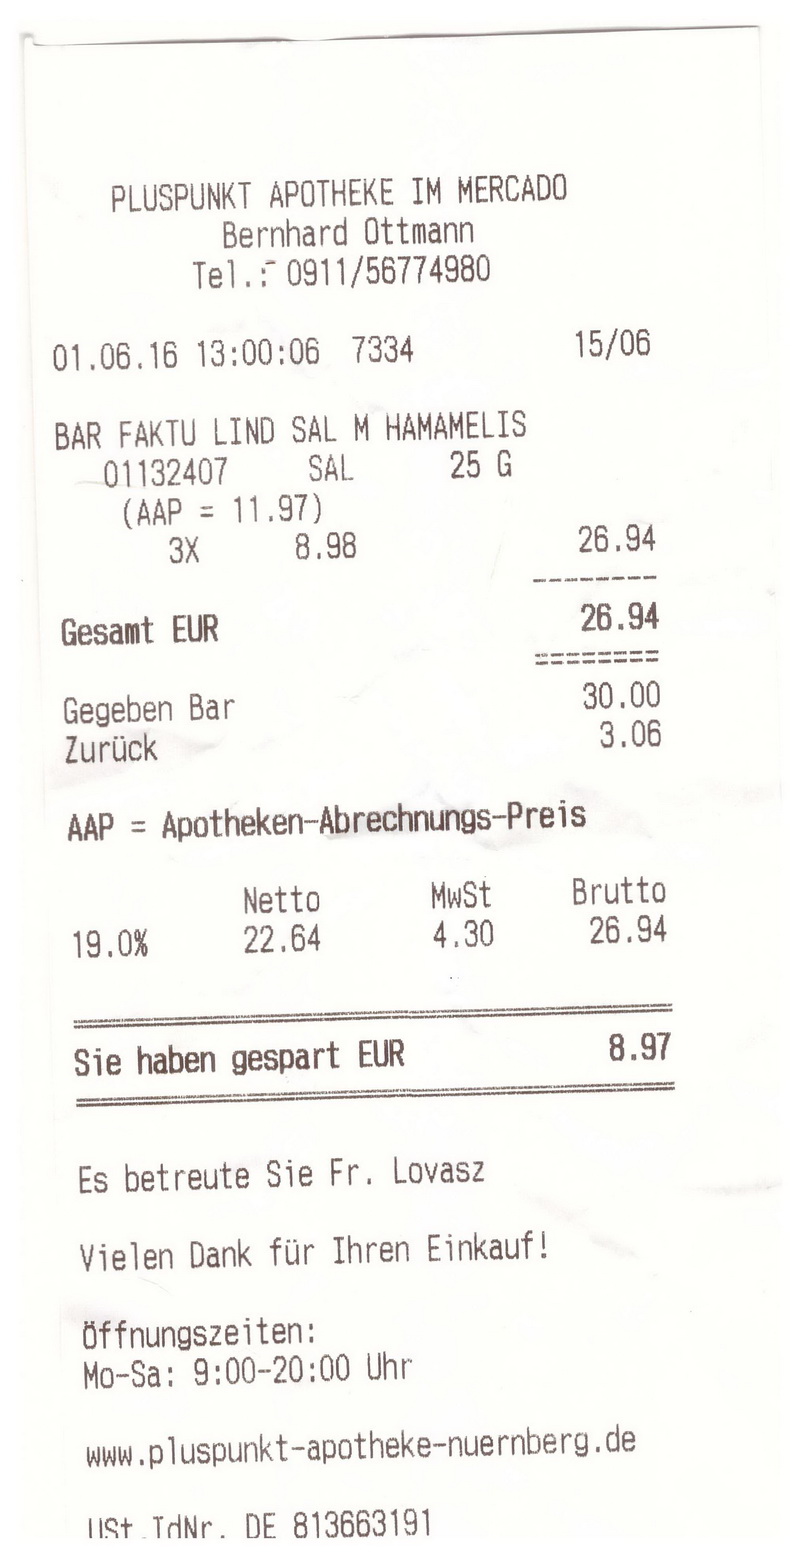 PLUSPUNKT APOTHEKE IM MERCADO
Bernhard Ottmann
Tel.: 0911/56774980
01.06.16 13:00:06 7334 15/06
BAR FAKTU LIND SAL M HAMAMELIS
01132407 SAL 25 G
(AAP = 11.97)
3X 8.98 26.94
--------
Gesamt EUR 26.94
========
Gegeben Bar 30.00
Zurück 3.06
AAP = Apotheken-Abrechnungs-Preis
Netto MwSt Brutto
19.0% 22.64 4.30 26.94
Sie haben gespart EUR 8.97
Es betreute Sie Fr. Lovasz
Vielen Dank für Ihren Einkauf!
Öffnungszeiten:
Mo-Sa: 9:00-20:00 Uhr
www.pluspunkt-apotheke-nuernberg.de
USt.IdNr. DE 813663191